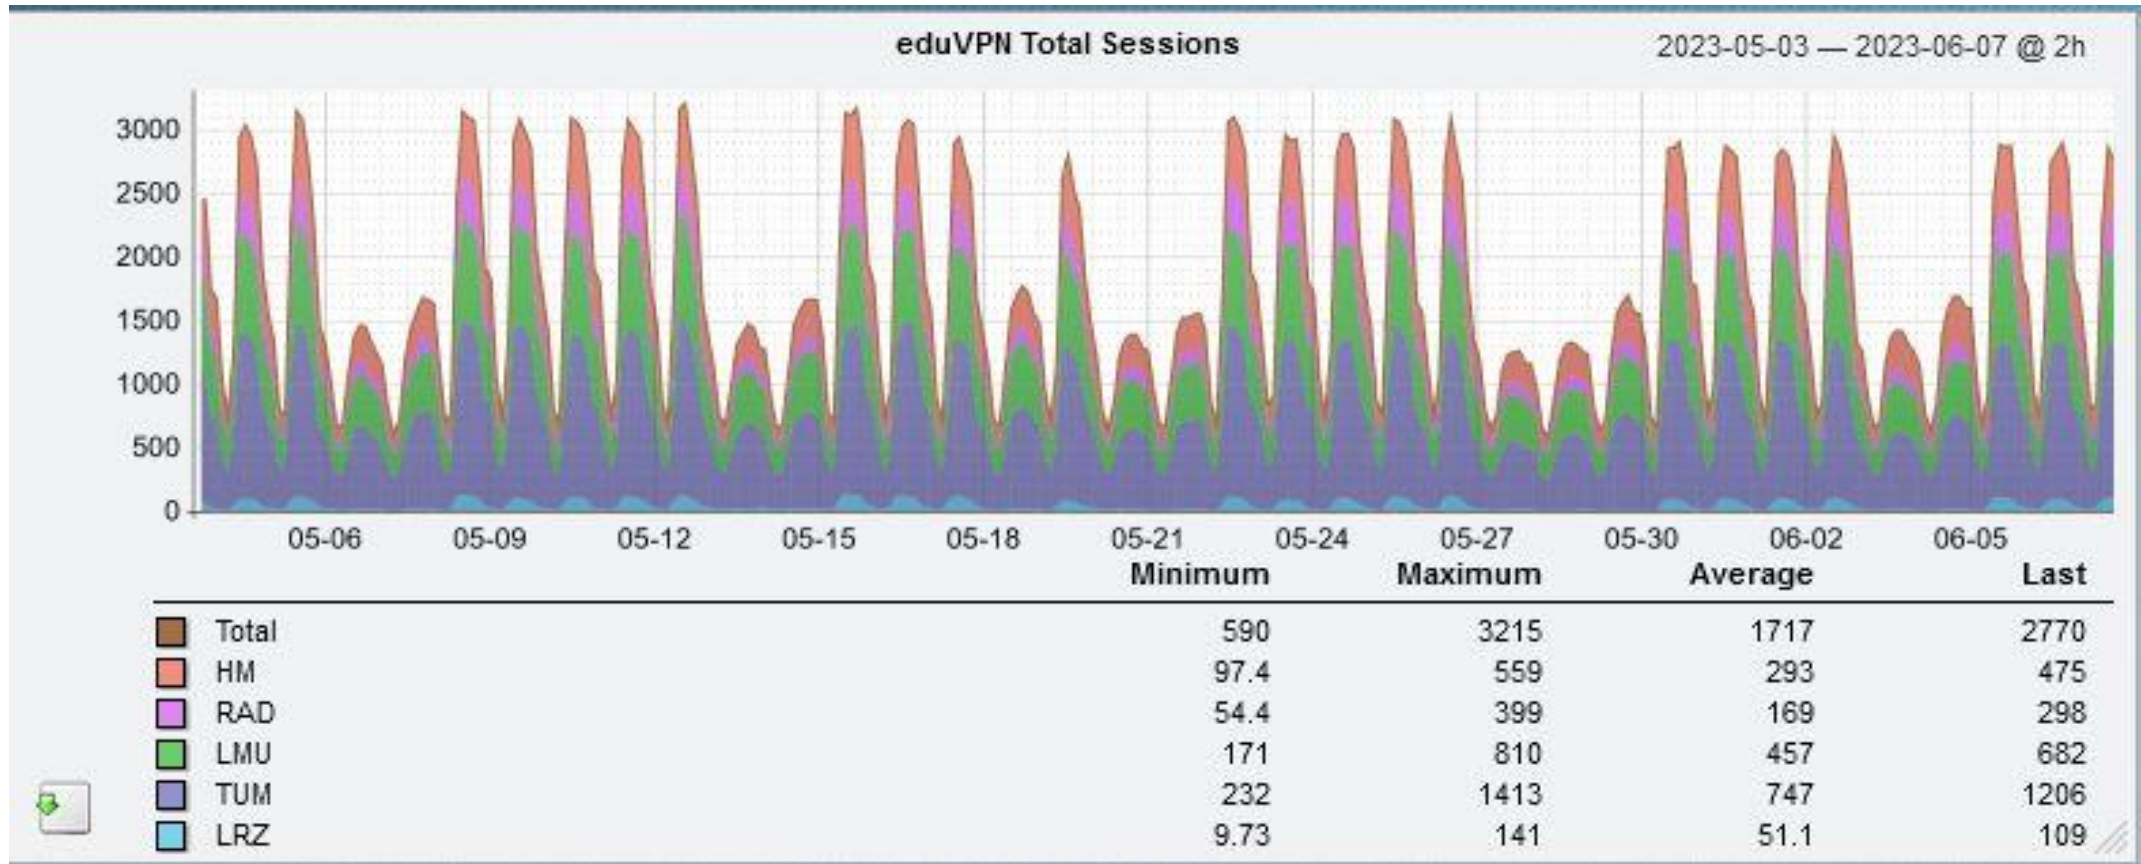 eduVPN Total Sessions
2023-05-03 — 2023-06-07 @ 2h
3000
2500
2000
1500
1000
500
0
05-06 05-09 05-12 05-15 05-18 05-21 05-24 05-27 05-30 06-02 06-05
Minimum Maximum Average Last
Total 590 3215 1717 2770
HM 97.4 559 293 475
RAD 54.4 399 169 298
LMU 171 810 457 682
TUM 232 1413 747 1206
LRZ 9.73 141 51.1 109